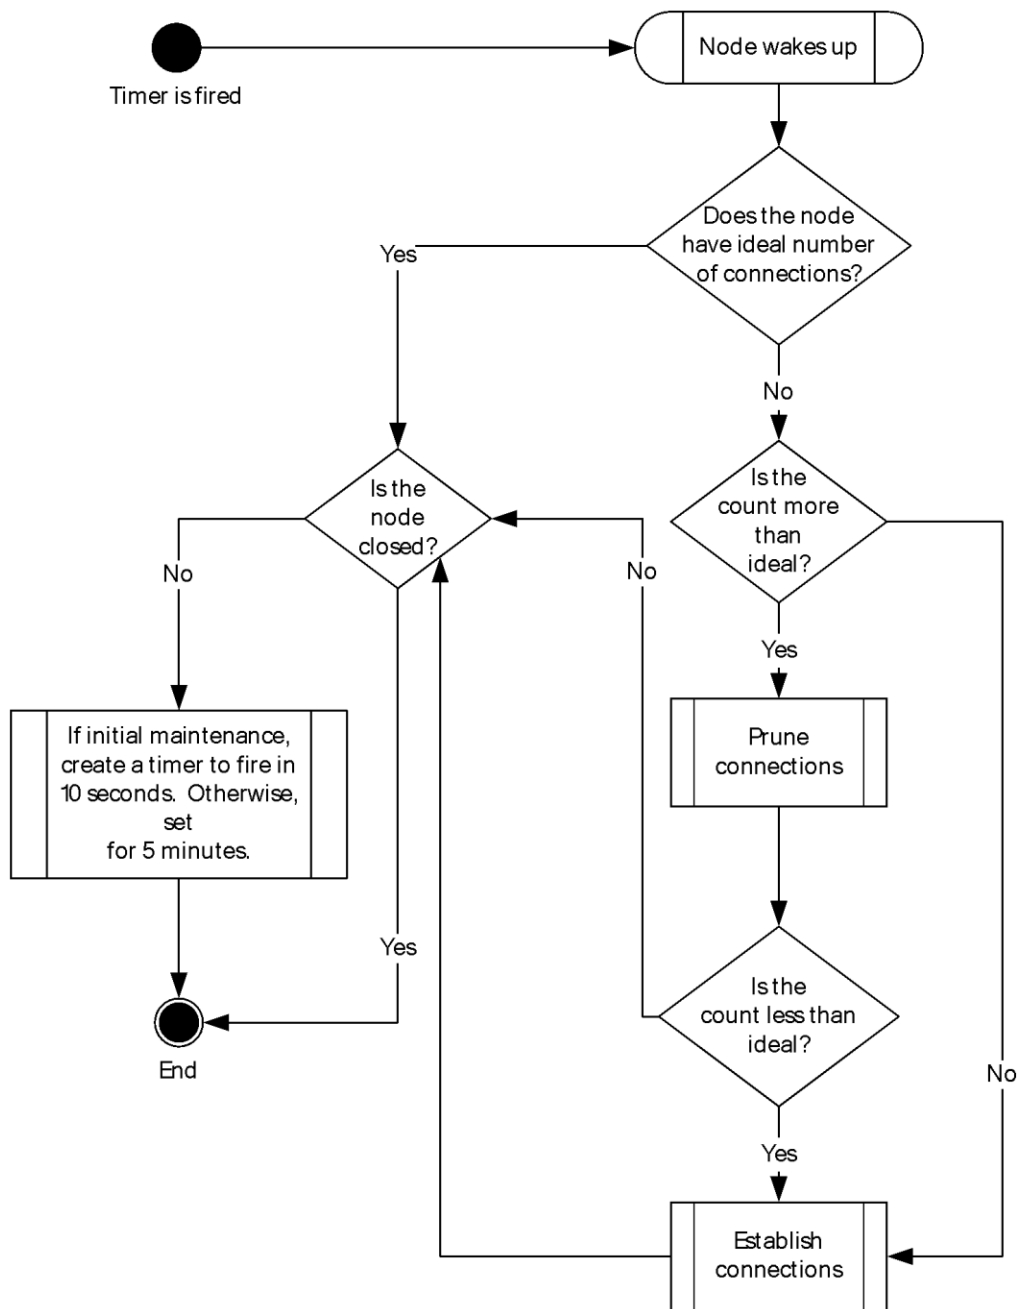 Timer is fired
Node wakes up
Does the node
have ideal number
of connections?
Yes
No
Is the
node
closed?
Is the
count more
than
ideal?
No
No
Yes
If initial maintenance,
create a timer to fire in
10 seconds. Otherwise,
set
for 5 minutes.
Prune
connections
Yes
Is the
count less than
ideal?
End
No
Yes
Establish
connections